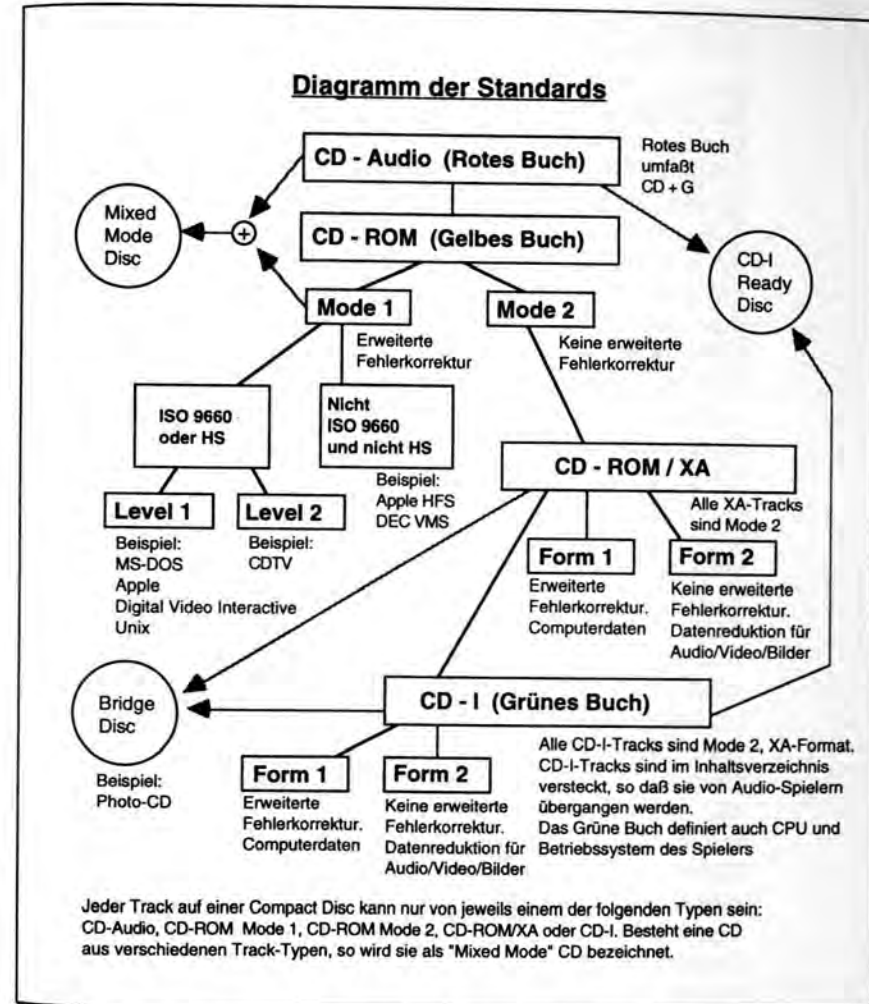 Diagramm der Standards
CD - Audio (Rotes Buch)
Rotes Buch
umfaßt
CD + G
Mixed
Mode
Disc
+
CD - ROM (Gelbes Buch)
CD-I
Ready
Disc
Mode 1
Mode 2
Erweiterte
Fehlerkorrektur
Keine erweiterte
Fehlerkorrektur
ISO 9660
oder HS
Nicht
ISO 9660
und nicht HS
CD - ROM / XA
Beispiel:
Apple HFS
DEC VMS
Alle XA-Tracks
sind Mode 2
Level 1
Level 2
Beispiel:
MS-DOS
Apple
Digital Video Interactive
Unix
Beispiel:
CDTV
Form 1
Form 2
Erweiterte
Fehlerkorrektur.
Computerdaten
Keine erweiterte
Fehlerkorrektur.
Datenreduktion für
Audio/Video/Bilder
Bridge
Disc
CD - I (Grünes Buch)
Beispiel:
Photo-CD
Form 1
Form 2
Erweiterte
Fehlerkorrektur.
Computerdaten
Keine erweiterte
Fehlerkorrektur.
Datenreduktion für
Audio/Video/Bilder
Alle CD-I-Tracks sind Mode 2, XA-Format.
CD-I-Tracks sind im Inhaltsverzeichnis
versteckt, so daß sie von Audio-Spielern
übergangen werden.
Das Grüne Buch definiert auch CPU und
Betriebssystem des Spielers
Jeder Track auf einer Compact Disc kann nur von jeweils einem der folgenden Typen sein:
CD-Audio, CD-ROM Mode 1, CD-ROM Mode 2, CD-ROM/XA oder CD-I. Besteht eine CD
aus verschiedenen Track-Typen, so wird sie als "Mixed Mode" CD bezeichnet.